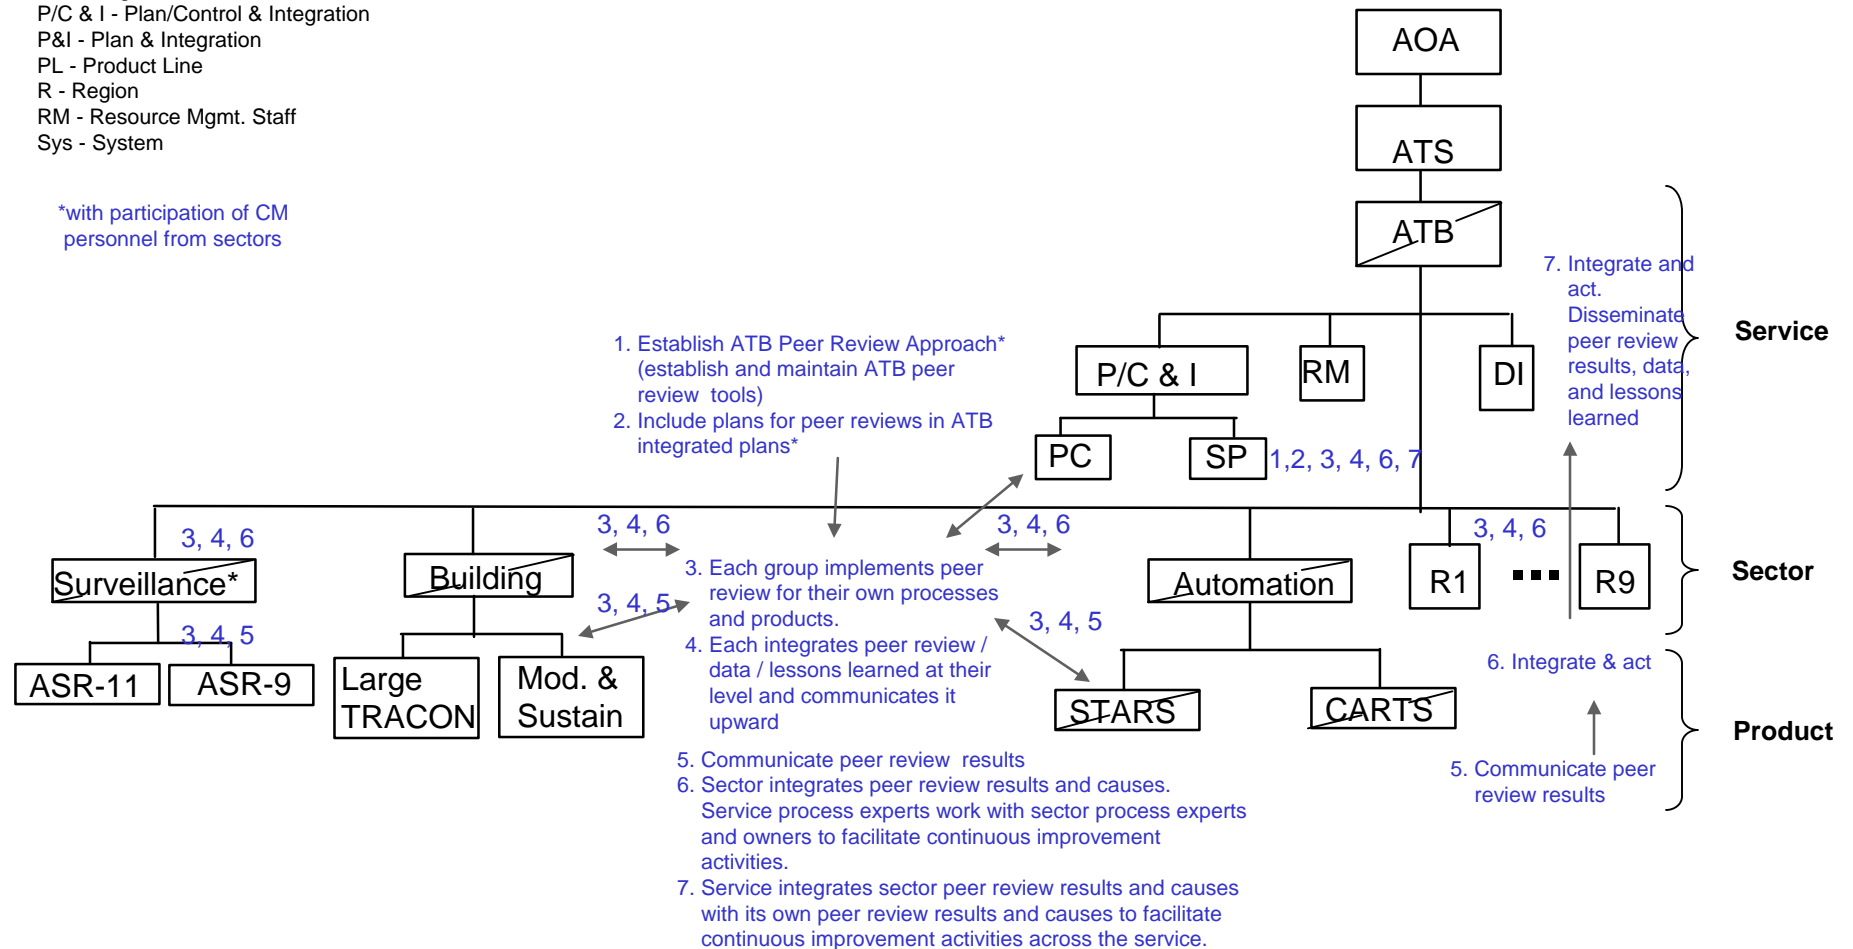 P/C & I - Plan/Control & Integration
P&I - Plan & Integration
PL - Product Line
R - Region
RM - Resource Mgmt. Staff
Sys - System
*with participation of CM
personnel from sectors
AOA
ATS
ATB
7. Integrate and
act.
Disseminate
peer review
results, data,
and lessons
learned
Service
1. Establish ATB Peer Review Approach*
(establish and maintain ATB peer
review tools)
2. Include plans for peer reviews in ATB
integrated plans*
P/C & I
RM
DI
PC
SP
1,2, 3, 4, 6, 7
3, 4, 6
3, 4, 6
3, 4, 6
3, 4, 6
Surveillance*
Building
Automation
R1
R9
Sector
3. Each group implements peer
review for their own processes
and products.
4. Each integrates peer review /
data / lessons learned at their
level and communicates it
upward
3, 4, 5
3, 4, 5
3, 4, 5
ASR-11
ASR-9
Large
TRACON
Mod. &
Sustain
STARS
CARTS
6. Integrate & act
Product
5. Communicate peer
review results
5. Communicate peer review results
6. Sector integrates peer review results and causes.
Service process experts work with sector process experts
and owners to facilitate continuous improvement
activities.
7. Service integrates sector peer review results and causes
with its own peer review results and causes to facilitate
continuous improvement activities across the service.